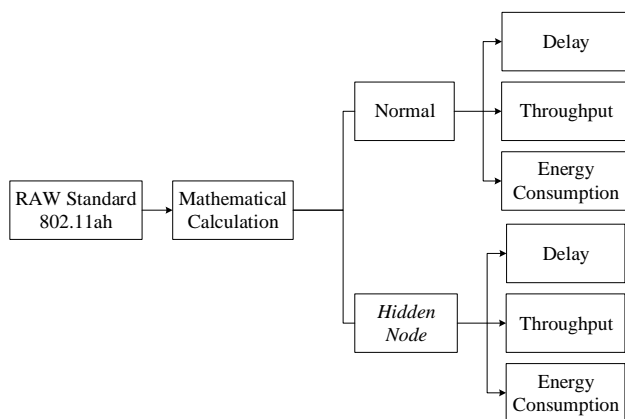 RAW Standard
802.11ah
Mathematical
Calculation
Normal
Delay
Throughput
Energy
Consumption
Hidden
Node
Delay
Throughput
Energy
Consumption